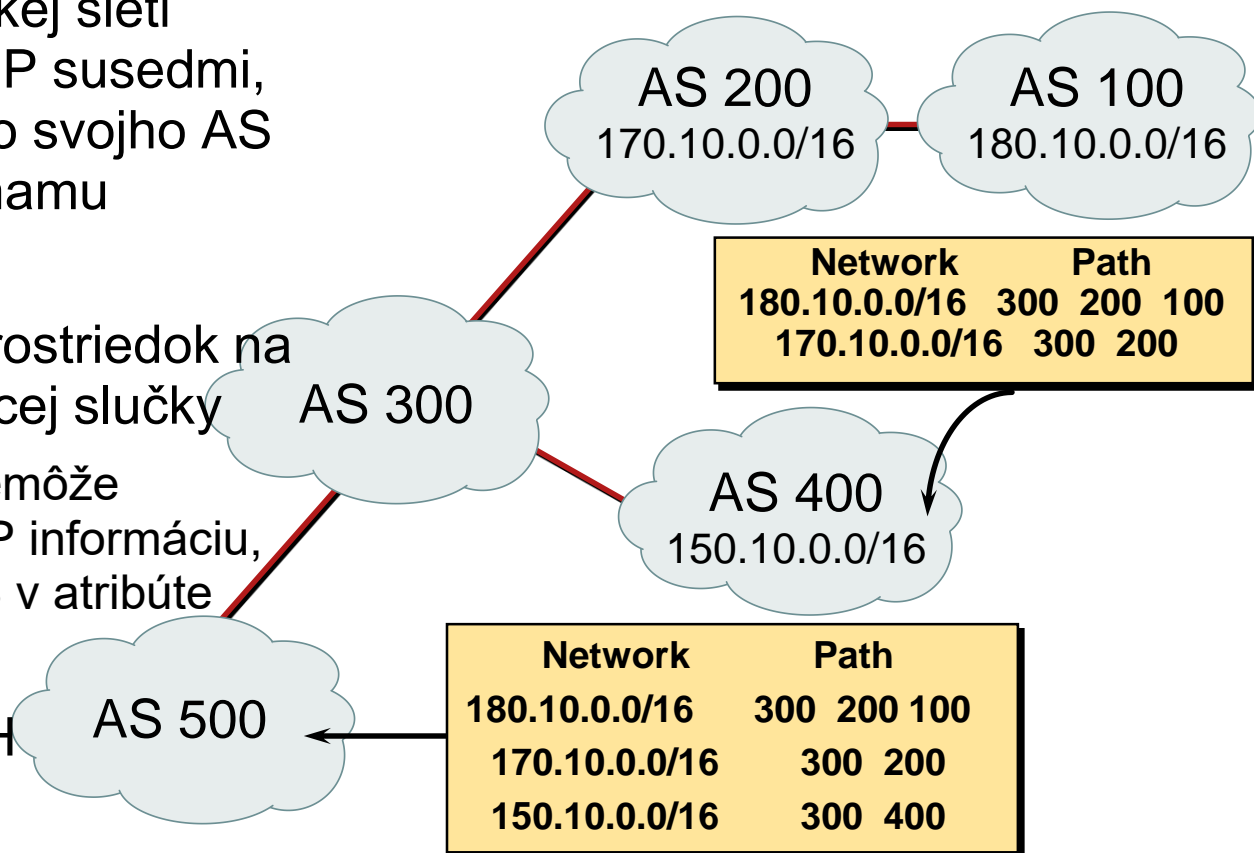 kej sieti
P susedmi,
o svojho AS
namu
rostriedok na
cej slučky
emôže
P informáciu,
v atribúte
AS 200
170.10.0.0/16
AS 100
180.10.0.0/16
Network Path
180.10.0.0/16 300 200 100
170.10.0.0/16 300 200
AS 300
AS 400
150.10.0.0/16
AS 500
Network Path
180.10.0.0/16 300 200 100
170.10.0.0/16 300 200
150.10.0.0/16 300 400